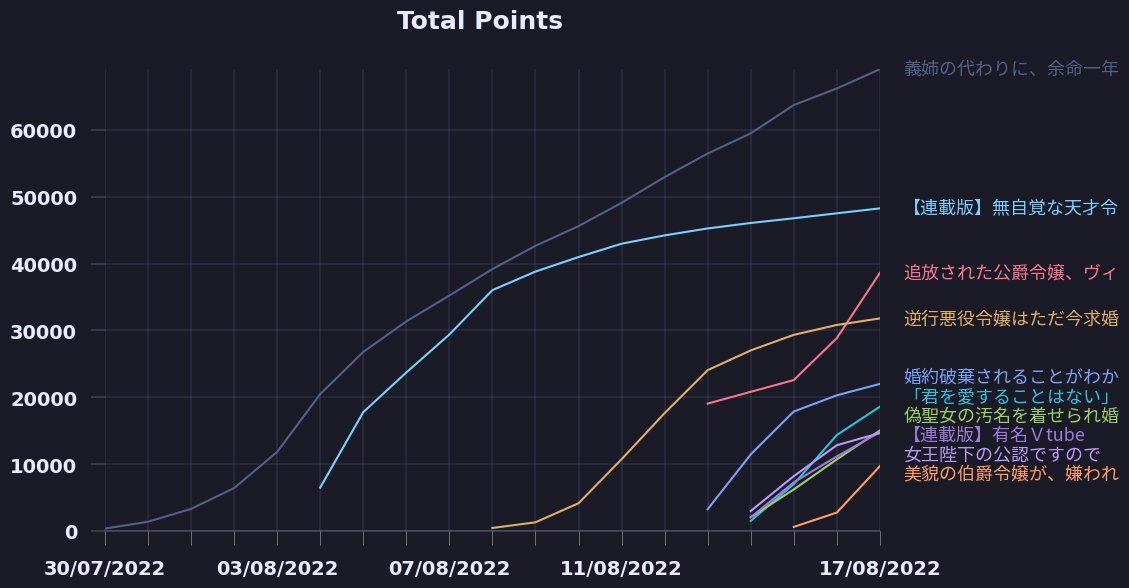 Total Points
義姉の代わりに、余命一年
60000
50000
【連載版】無自覚な天才令
40000
追放された公爵令嬢、ヴィ
30000
逆行悪役令嬢はただ今求婚
婚約破棄されることがわか
20000
「君を愛することはない」
偽聖女の汚名を着せられ婚
【連載版】有名Ｖtube
女王陛下の公認ですので
10000
美貌の伯爵令嬢が、嫌われ
0
30/07/2022 03/08/2022 07/08/2022 11/08/2022 17/08/2022